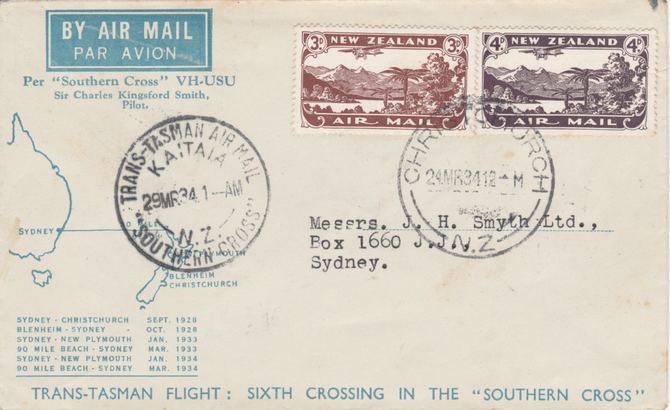 BY AIR MAIL
PAR AVION
Per "Southern Cross" VH-USU
Sir Charles Kingsford Smith,
Pilot.
3D NEW ZEALAND 3D
AIR MAIL
4D NEW ZEALAND 4D
AIR MAIL
TRANS-TASMAN AIR MAIL
KAITAIA
29MR34.1-AM
N.Z.
"SOUTHERN CROSS"
CHRISTCHURCH
24MR34
N.Z.
Messrs. J. H. Smyth Ltd.,
Box 1660
Sydney.
SYDNEY
BLENHEIM
CHRISTCHURCH
SYDNEY - CHRISTCHURCH SEPT. 1928
BLENHEIM - SYDNEY - OCT. 1928
SYDNEY - NEW PLYMOUTH JAN. 1933
90 MILE BEACH - SYDNEY MAR. 1933
SYDNEY - NEW PLYMOUTH JAN. 1934
90 MILE BEACH - SYDNEY MAR. 1934
TRANS-TASMAN FLIGHT: SIXTH CROSSING IN THE "SOUTHERN CROSS"